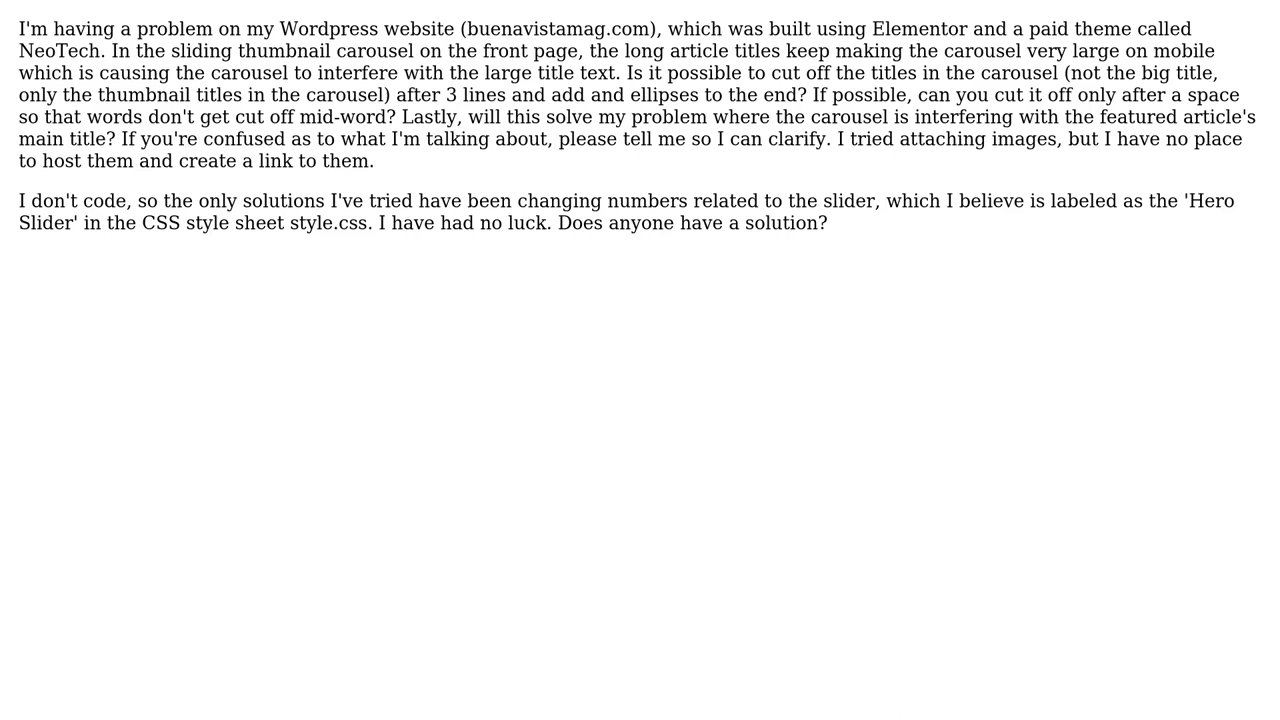 I'm having a problem on my Wordpress website (buenavistamag.com), which was built using Elementor and a paid theme called
NeoTech. In the sliding thumbnail carousel on the front page, the long article titles keep making the carousel very large on mobile
which is causing the carousel to interfere with the large title text. Is it possible to cut off the titles in the carousel (not the big title,
only the thumbnail titles in the carousel) after 3 lines and add and ellipses to the end? If possible, can you cut it off only after a space
so that words don't get cut off mid-word? Lastly, will this solve my problem where the carousel is interfering with the featured article's
main title? If you're confused as to what I'm talking about, please tell me so I can clarify. I tried attaching images, but I have no place
to host them and create a link to them.
I don't code, so the only solutions I've tried have been changing numbers related to the slider, which I believe is labeled as the 'Hero
Slider' in the CSS style sheet style.css. I have had no luck. Does anyone have a solution?